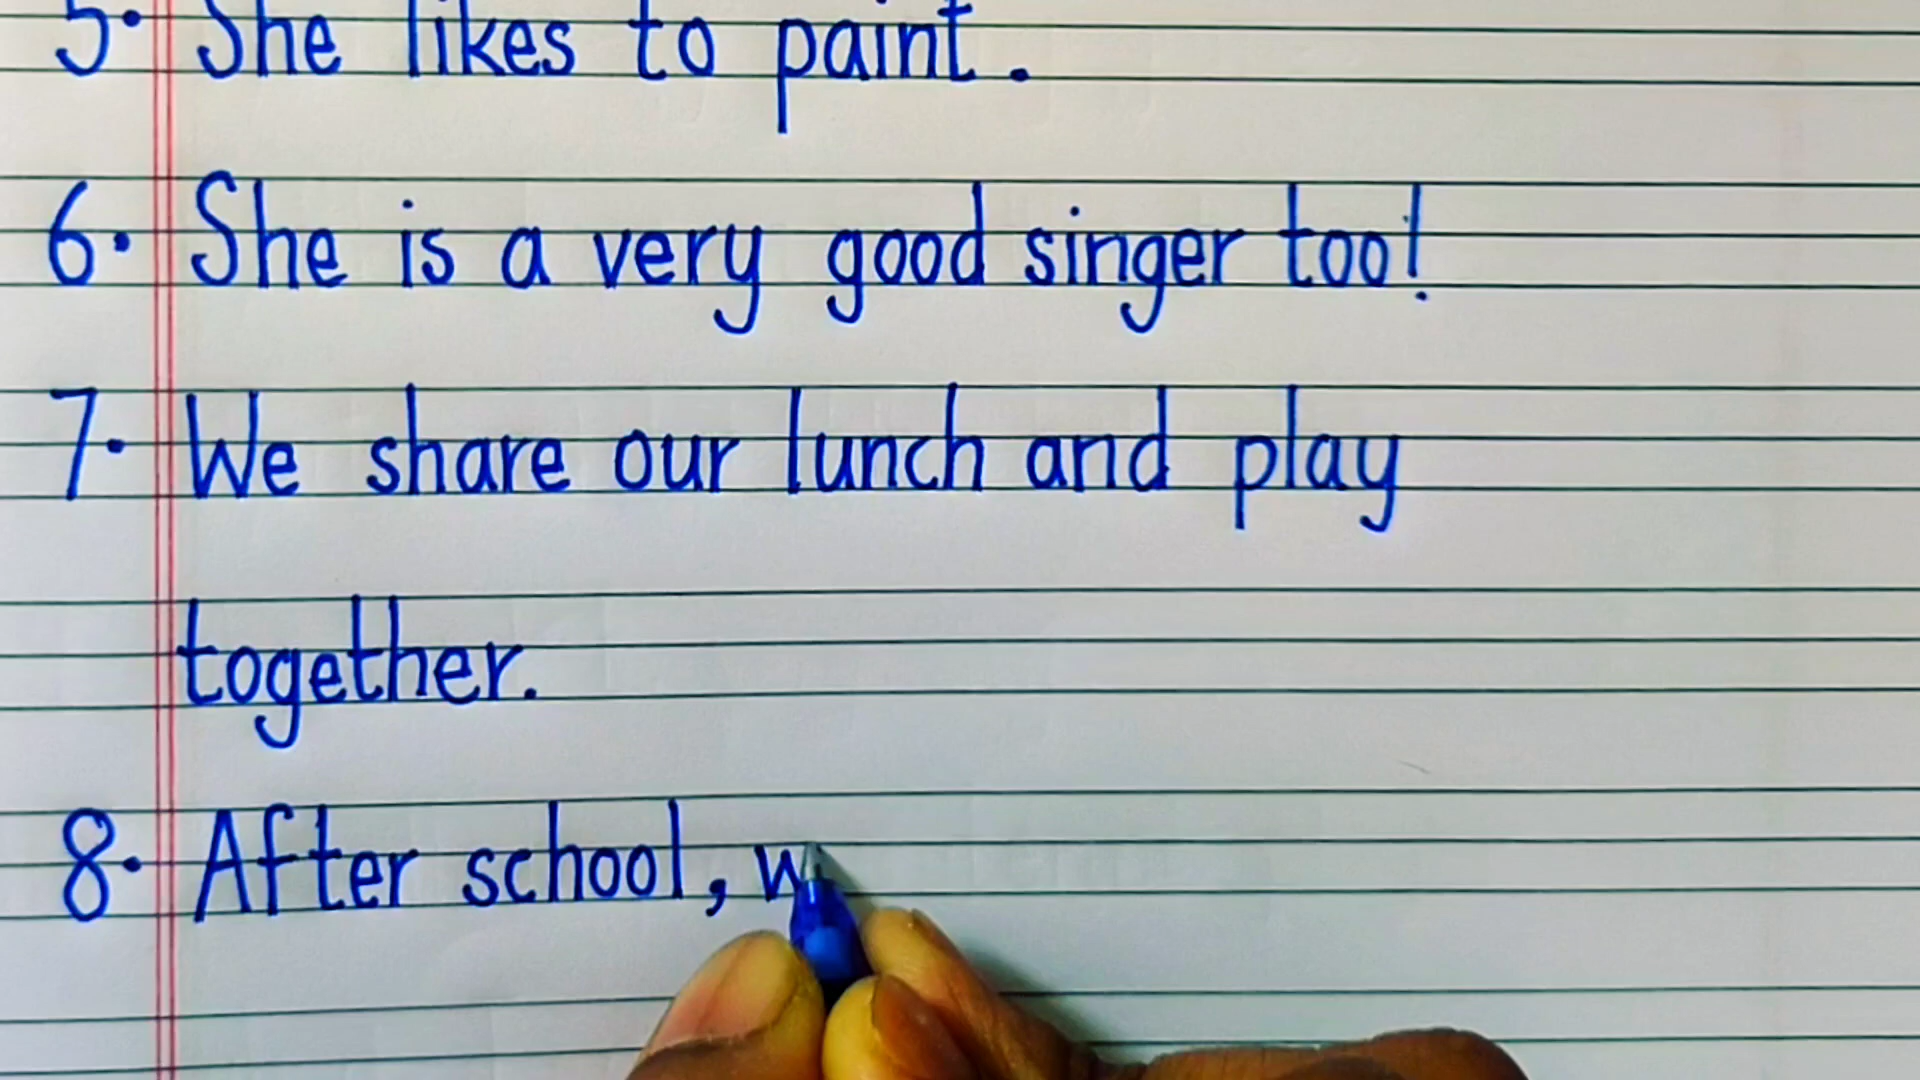 5. She likes to paint.
6. She is a very good singer too!
7. We share our lunch and play
together.
8. After school, w